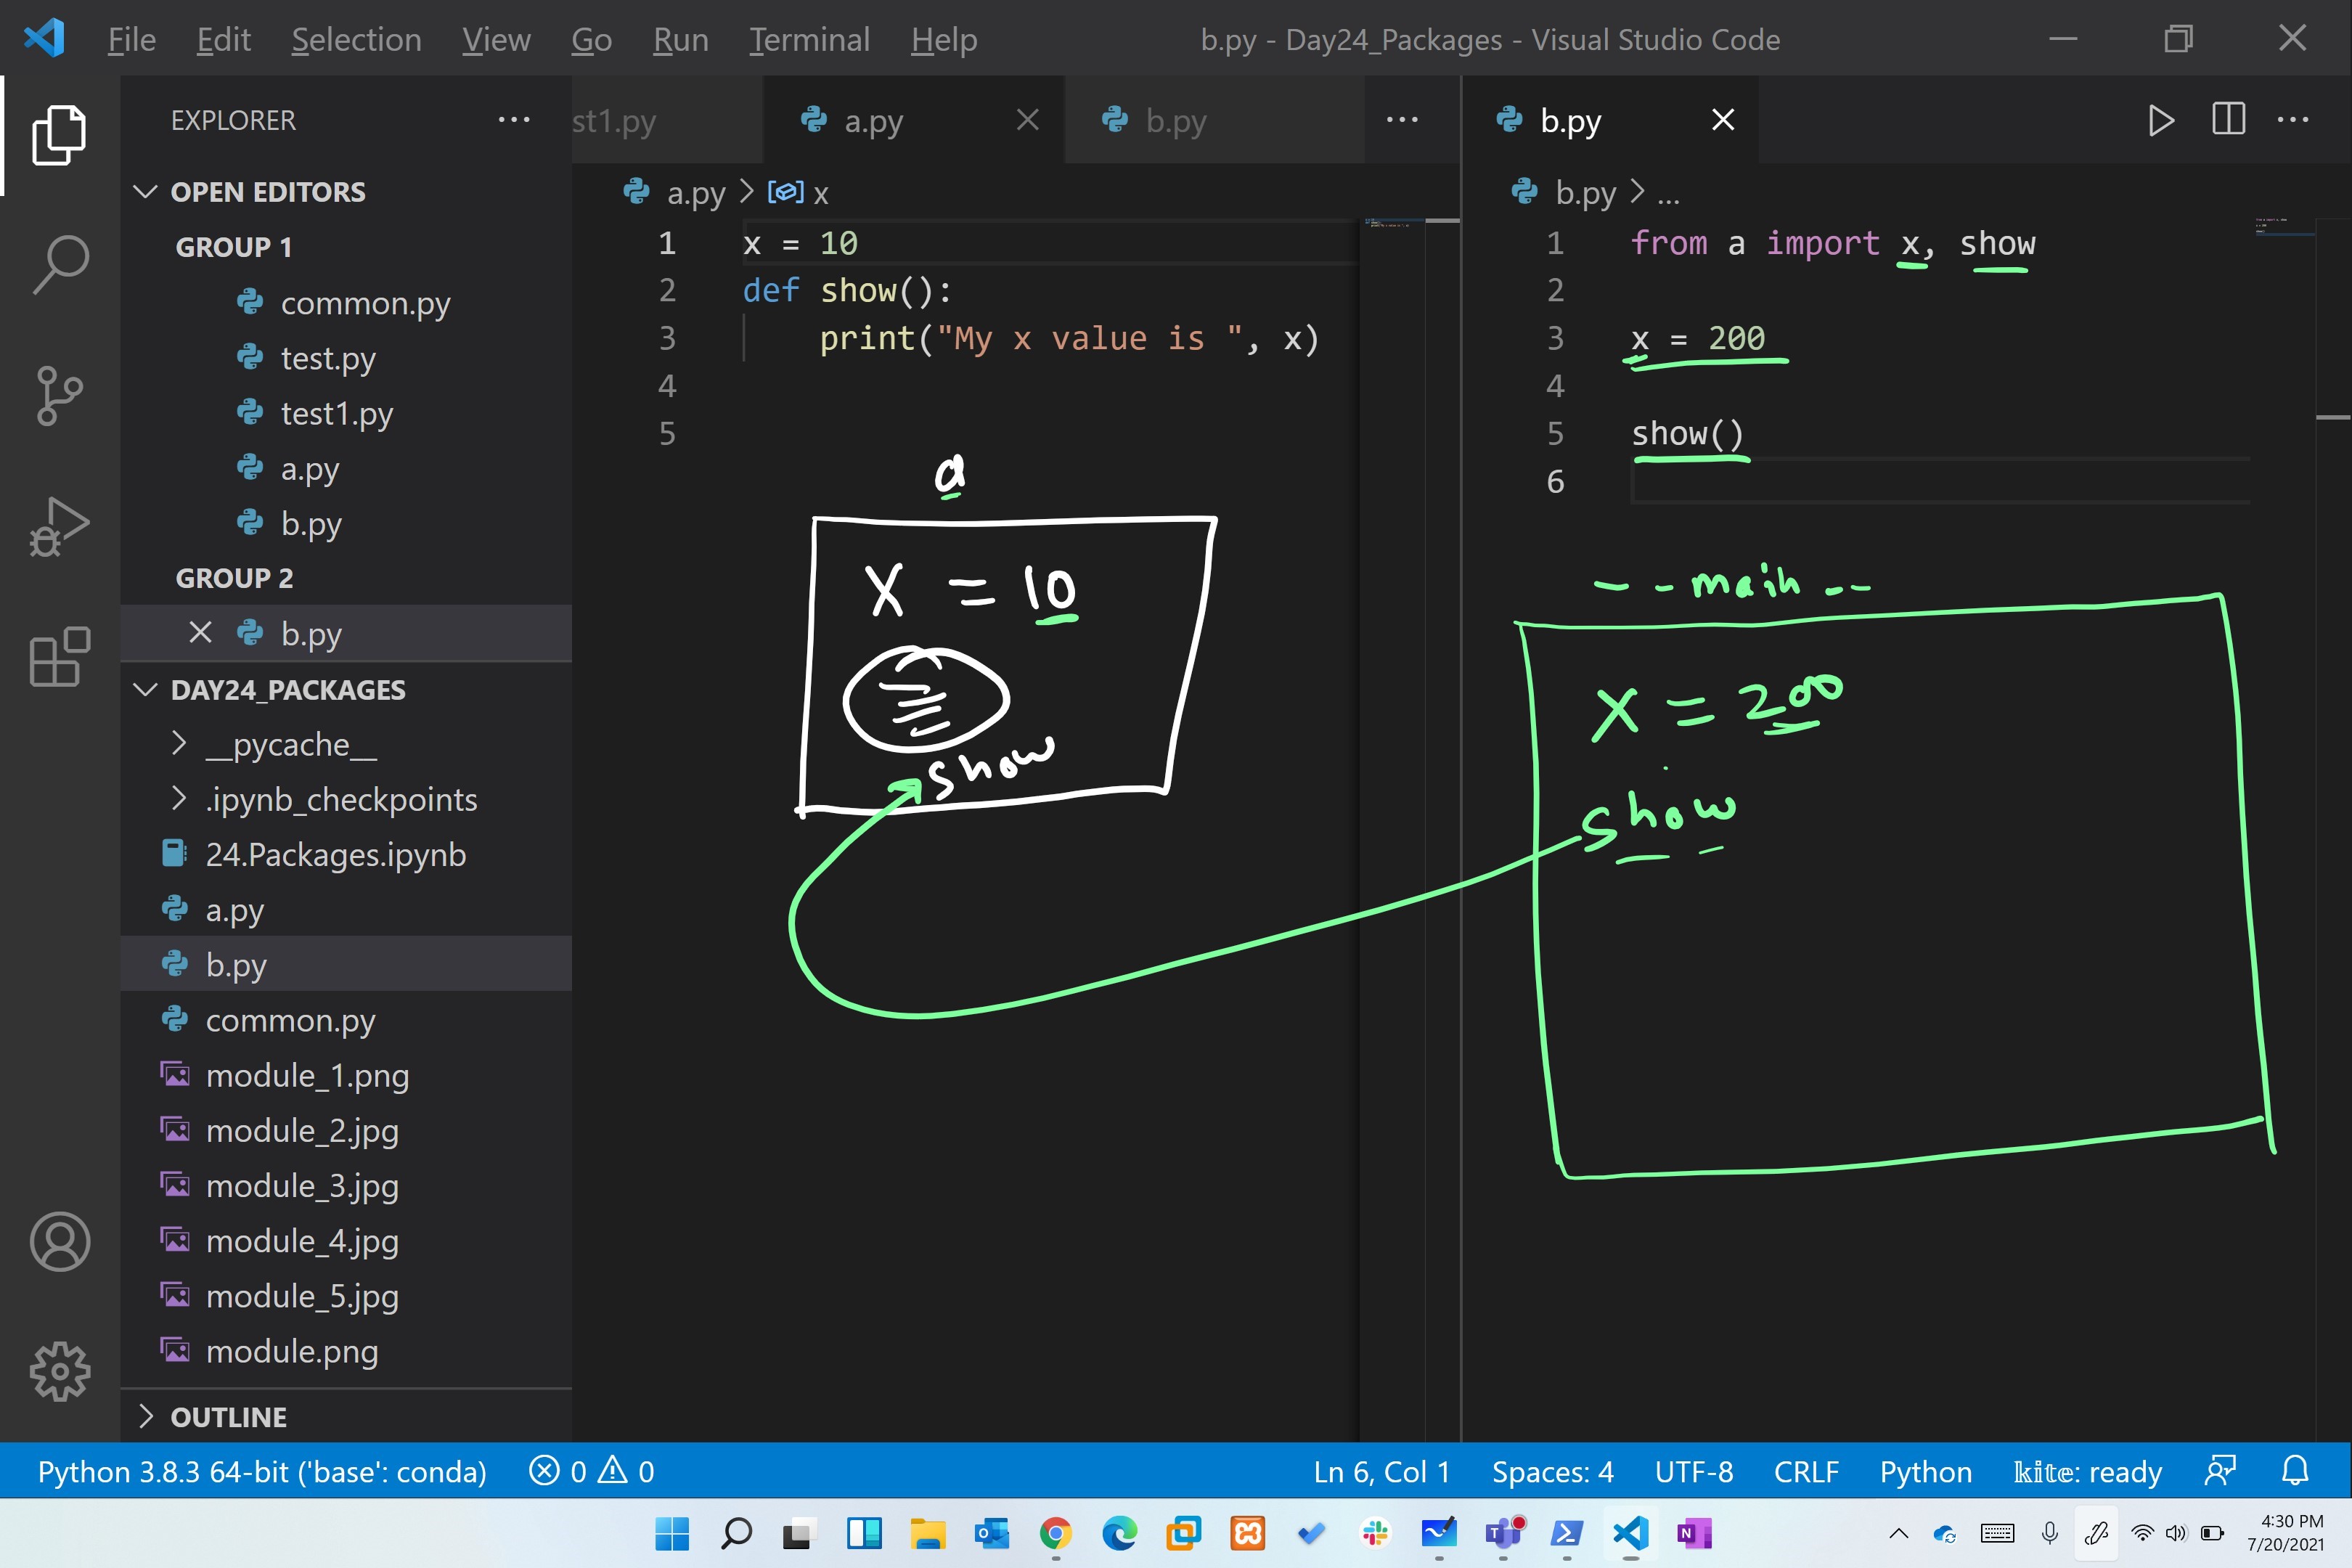 File Edit Selection View Go Run Terminal Help b.py - Day24_Packages - Visual Studio Code
EXPLORER
OPEN EDITORS
GROUP 1
common.py
test.py
test1.py
a.py
b.py
GROUP 2
b.py
DAY24_PACKAGES
__pycache__
.ipynb_checkpoints
24.Packages.ipynb
a.py
b.py
common.py
module_1.png
module_2.jpg
module_3.jpg
module_4.jpg
module_5.jpg
module.png
OUTLINE
st1.py a.py b.py
a.py > x
1 x = 10
2 def show():
3 print("My x value is ", x)
4
5
a
X = 10
show
b.py
b.py > ...
1 from a import x, show
2
3 x = 200
4
5 show()
6
-- main --
X = 200
show
Python 3.8.3 64-bit ('base': conda) 0 0 Ln 6, Col 1 Spaces: 4 UTF-8 CRLF Python kite: ready
4:30 PM
7/20/2021